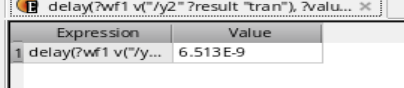 delay(?wf1 v("/y2" ?result "tran"), ?valu...
Expression Value
1 delay(?wf1 v("/y... 6.513E-9